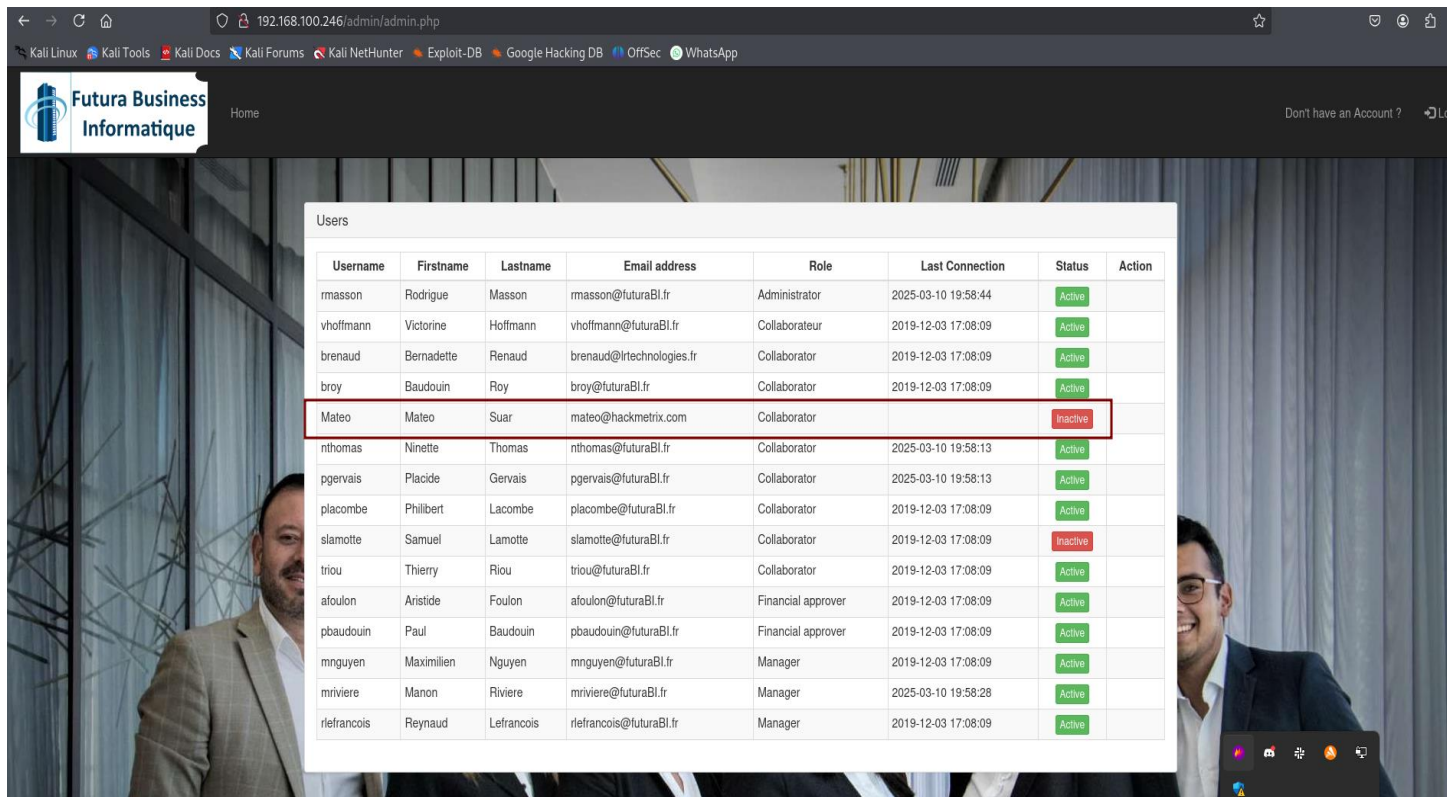 192.168.100.246/admin/admin.php
Kali Linux Kali Tools Kali Docs Kali Forums Kali NetHunter Exploit-DB Google Hacking DB OffSec WhatsApp
Futura Business
Informatique
Home
Don't have an Account ?
Users
Username Firstname Lastname Email address Role Last Connection Status Action
rmasson Rodrigue Masson rmasson@futuraBI.fr Administrator 2025-03-10 19:58:44 Active
vhoffmann Victorine Hoffmann vhoffmann@futuraBI.fr Collaborateur 2019-12-03 17:08:09 Active
brenaud Bernadette Renaud brenaud@lrtechnologies.fr Collaborator 2019-12-03 17:08:09 Active
broy Baudouin Roy broy@futuraBI.fr Collaborator 2019-12-03 17:08:09 Active
Mateo Mateo Suar mateo@hackmetrix.com Collaborator Inactive
nthomas Ninette Thomas nthomas@futuraBI.fr Collaborator 2025-03-10 19:58:13 Active
pgervais Placide Gervais pgervais@futuraBI.fr Collaborator 2025-03-10 19:58:13 Active
placombe Philibert Lacombe placombe@futuraBI.fr Collaborator 2019-12-03 17:08:09 Active
slamotte Samuel Lamotte slamotte@futuraBI.fr Collaborator 2019-12-03 17:08:09 Inactive
triou Thierry Riou triou@futuraBI.fr Collaborator 2019-12-03 17:08:09 Active
afoulon Aristide Foulon afoulon@futuraBI.fr Financial approver 2019-12-03 17:08:09 Active
pbaudouin Paul Baudouin pbaudouin@futuraBI.fr Financial approver 2019-12-03 17:08:09 Active
mnguyen Maximilien Nguyen mnguyen@futuraBI.fr Manager 2019-12-03 17:08:09 Active
mriviere Manon Riviere mriviere@futuraBI.fr Manager 2025-03-10 19:58:28 Active
rlefrancois Reynaud Lefrancois rlefrancois@futuraBI.fr Manager 2019-12-03 17:08:09 Active